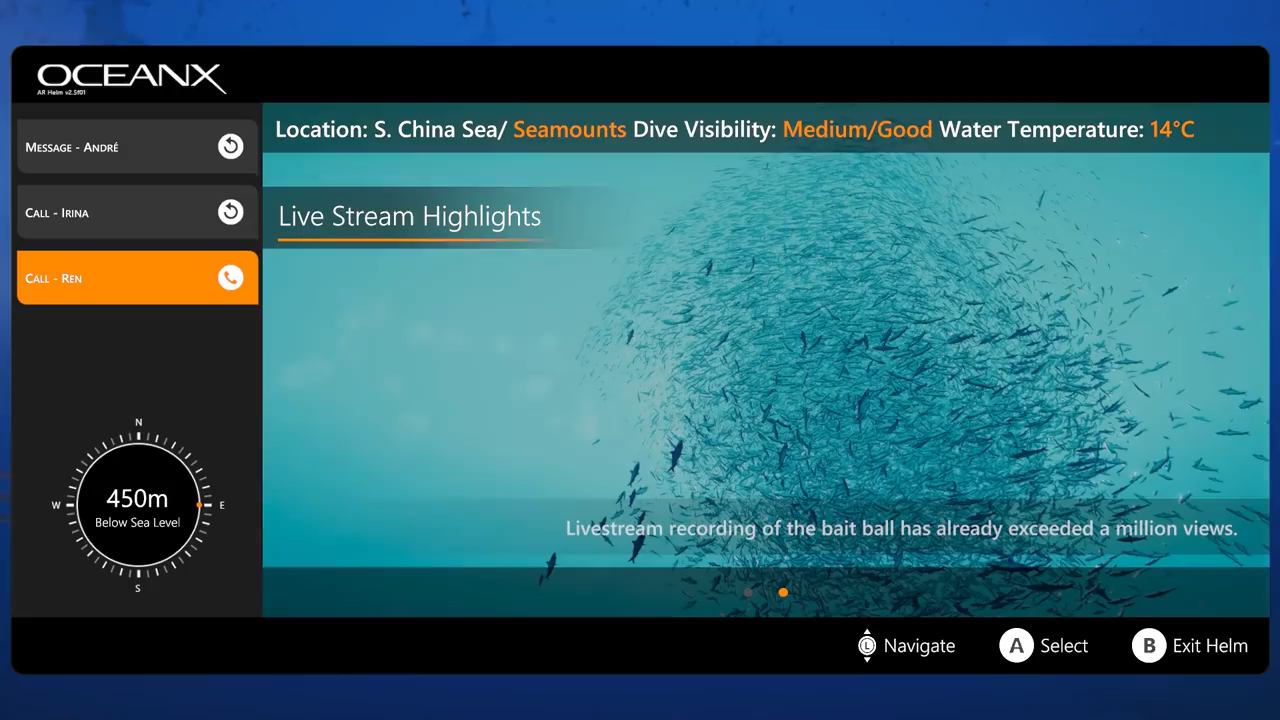 OCEANX
AR Helm v2.5f01
Location: S. China Sea/ Seamounts Dive Visibility: Medium/Good Water Temperature: 14°C
Message - André
Call - Irina
Call - Ren
Live Stream Highlights
N
W
E
S
450m
Below Sea Level
Livestream recording of the bait ball has already exceeded a million views.
L Navigate
A Select
B Exit Helm